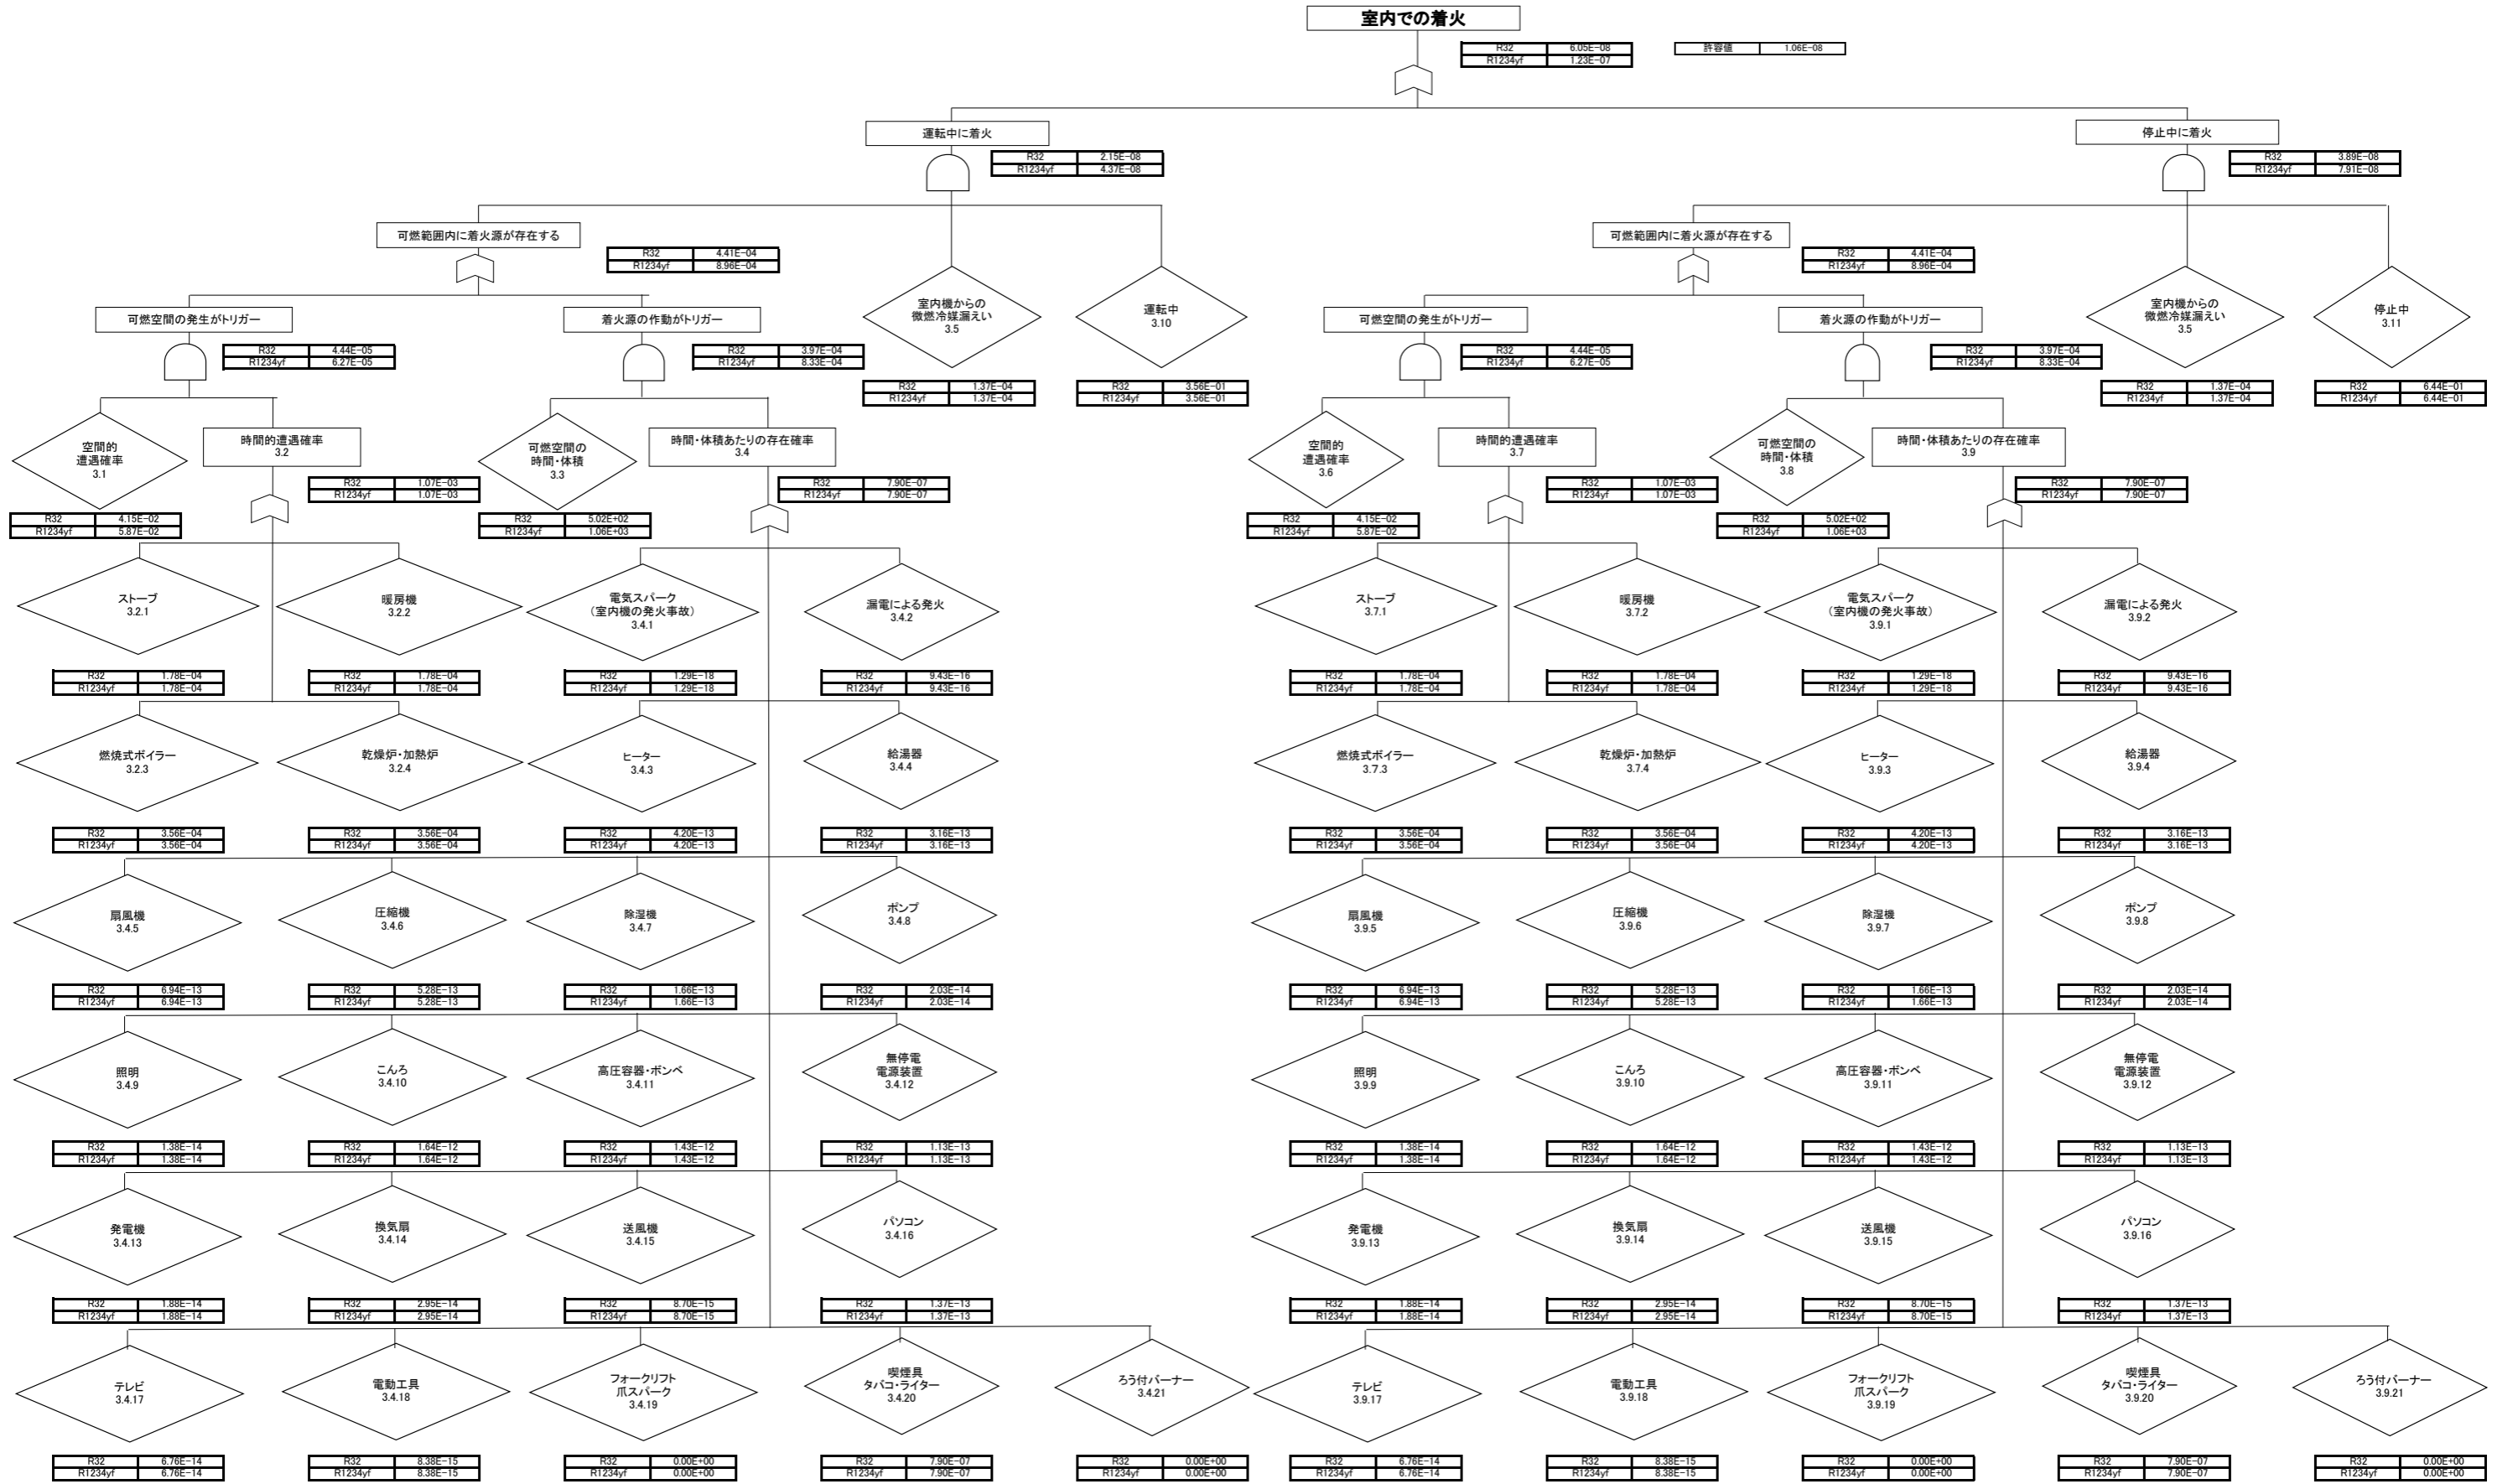 室内での着火
R32 6.05E-08
R1234yf 1.23E-07
許容値 1.06E-08
運転中に着火
R32 2.15E-08
R1234yf 4.37E-08
停止中に着火
R32 3.89E-08
R1234yf 7.91E-08
可燃範囲内に着火源が存在する
R32 4.41E-04
R1234yf 8.96E-04
室内機からの
微燃冷媒漏えい
3.5
R32 1.37E-04
R1234yf 1.37E-04
運転中
3.10
R32 3.56E-01
R1234yf 3.56E-01
可燃範囲内に着火源が存在する
R32 4.41E-04
R1234yf 8.96E-04
室内機からの
微燃冷媒漏えい
3.5
R32 1.37E-04
R1234yf 1.37E-04
停止中
3.11
R32 6.44E-01
R1234yf 6.44E-01
可燃空間の発生がトリガー
R32 4.44E-05
R1234yf 6.27E-05
着火源の作動がトリガー
R32 3.97E-04
R1234yf 8.33E-04
可燃空間の発生がトリガー
R32 4.44E-05
R1234yf 6.27E-05
着火源の作動がトリガー
R32 3.97E-04
R1234yf 8.33E-04
空間的
遭遇確率
3.1
R32 4.15E-02
R1234yf 5.87E-02
時間的遭遇確率
3.2
R32 1.07E-03
R1234yf 1.07E-03
可燃空間の
時間・体積
3.3
R32 5.02E+02
R1234yf 1.06E+03
時間・体積あたりの存在確率
3.4
R32 7.90E-07
R1234yf 7.90E-07
空間的
遭遇確率
3.6
R32 4.15E-02
R1234yf 5.87E-02
時間的遭遇確率
3.7
R32 1.07E-03
R1234yf 1.07E-03
可燃空間の
時間・体積
3.8
R32 5.02E+02
R1234yf 1.06E+03
時間・体積あたりの存在確率
3.9
R32 7.90E-07
R1234yf 7.90E-07
ストーブ
3.2.1
R32 1.78E-04
R1234yf 1.78E-04
暖房機
3.2.2
R32 1.78E-04
R1234yf 1.78E-04
電気スパーク
（室内機の発火事故）
3.4.1
R32 1.29E-18
R1234yf 1.29E-18
漏電による発火
3.4.2
R32 9.43E-16
R1234yf 9.43E-16
ストーブ
3.7.1
R32 1.78E-04
R1234yf 1.78E-04
暖房機
3.7.2
R32 1.78E-04
R1234yf 1.78E-04
電気スパーク
（室内機の発火事故）
3.9.1
R32 1.29E-18
R1234yf 1.29E-18
漏電による発火
3.9.2
R32 9.43E-16
R1234yf 9.43E-16
燃焼式ボイラー
3.2.3
R32 3.56E-04
R1234yf 3.56E-04
乾燥炉・加熱炉
3.2.4
R32 3.56E-04
R1234yf 3.56E-04
ヒーター
3.4.3
R32 4.20E-13
R1234yf 4.20E-13
給湯器
3.4.4
R32 3.16E-13
R1234yf 3.16E-13
燃焼式ボイラー
3.7.3
R32 3.56E-04
R1234yf 3.56E-04
乾燥炉・加熱炉
3.7.4
R32 3.56E-04
R1234yf 3.56E-04
ヒーター
3.9.3
R32 4.20E-13
R1234yf 4.20E-13
給湯器
3.9.4
R32 3.16E-13
R1234yf 3.16E-13
扇風機
3.4.5
R32 6.94E-13
R1234yf 6.94E-13
圧縮機
3.4.6
R32 5.28E-13
R1234yf 5.28E-13
除湿機
3.4.7
R32 1.66E-13
R1234yf 1.66E-13
ポンプ
3.4.8
R32 2.03E-14
R1234yf 2.03E-14
扇風機
3.9.5
R32 6.94E-13
R1234yf 6.94E-13
圧縮機
3.9.6
R32 5.28E-13
R1234yf 5.28E-13
除湿機
3.9.7
R32 1.66E-13
R1234yf 1.66E-13
ポンプ
3.9.8
R32 2.03E-14
R1234yf 2.03E-14
照明
3.4.9
R32 1.38E-14
R1234yf 1.38E-14
こんろ
3.4.10
R32 1.64E-12
R1234yf 1.64E-12
高圧容器・ボンベ
3.4.11
R32 1.43E-12
R1234yf 1.43E-12
無停電
電源装置
3.4.12
R32 1.13E-13
R1234yf 1.13E-13
照明
3.9.9
R32 1.38E-14
R1234yf 1.38E-14
こんろ
3.9.10
R32 1.64E-12
R1234yf 1.64E-12
高圧容器・ボンベ
3.9.11
R32 1.43E-12
R1234yf 1.43E-12
無停電
電源装置
3.9.12
R32 1.13E-13
R1234yf 1.13E-13
発電機
3.4.13
R32 1.88E-14
R1234yf 1.88E-14
換気扇
3.4.14
R32 2.95E-14
R1234yf 2.95E-14
送風機
3.4.15
R32 8.70E-15
R1234yf 8.70E-15
パソコン
3.4.16
R32 1.37E-13
R1234yf 1.37E-13
発電機
3.9.13
R32 1.88E-14
R1234yf 1.88E-14
換気扇
3.9.14
R32 2.95E-14
R1234yf 2.95E-14
送風機
3.9.15
R32 8.70E-15
R1234yf 8.70E-15
パソコン
3.9.16
R32 1.37E-13
R1234yf 1.37E-13
テレビ
3.4.17
R32 6.76E-14
R1234yf 6.76E-14
電動工具
3.4.18
R32 8.38E-15
R1234yf 8.38E-15
フォークリフト
爪スパーク
3.4.19
R32 0.00E+00
R1234yf 0.00E+00
喫煙具
タバコ・ライター
3.4.20
R32 7.90E-07
R1234yf 7.90E-07
ろう付バーナー
3.4.21
R32 0.00E+00
R1234yf 0.00E+00
テレビ
3.9.17
R32 6.76E-14
R1234yf 6.76E-14
電動工具
3.9.18
R32 8.38E-15
R1234yf 8.38E-15
フォークリフト
爪スパーク
3.9.19
R32 0.00E+00
R1234yf 0.00E+00
喫煙具
タバコ・ライター
3.9.20
R32 7.90E-07
R1234yf 7.90E-07
ろう付バーナー
3.9.21
R32 0.00E+00
R1234yf 0.00E+00